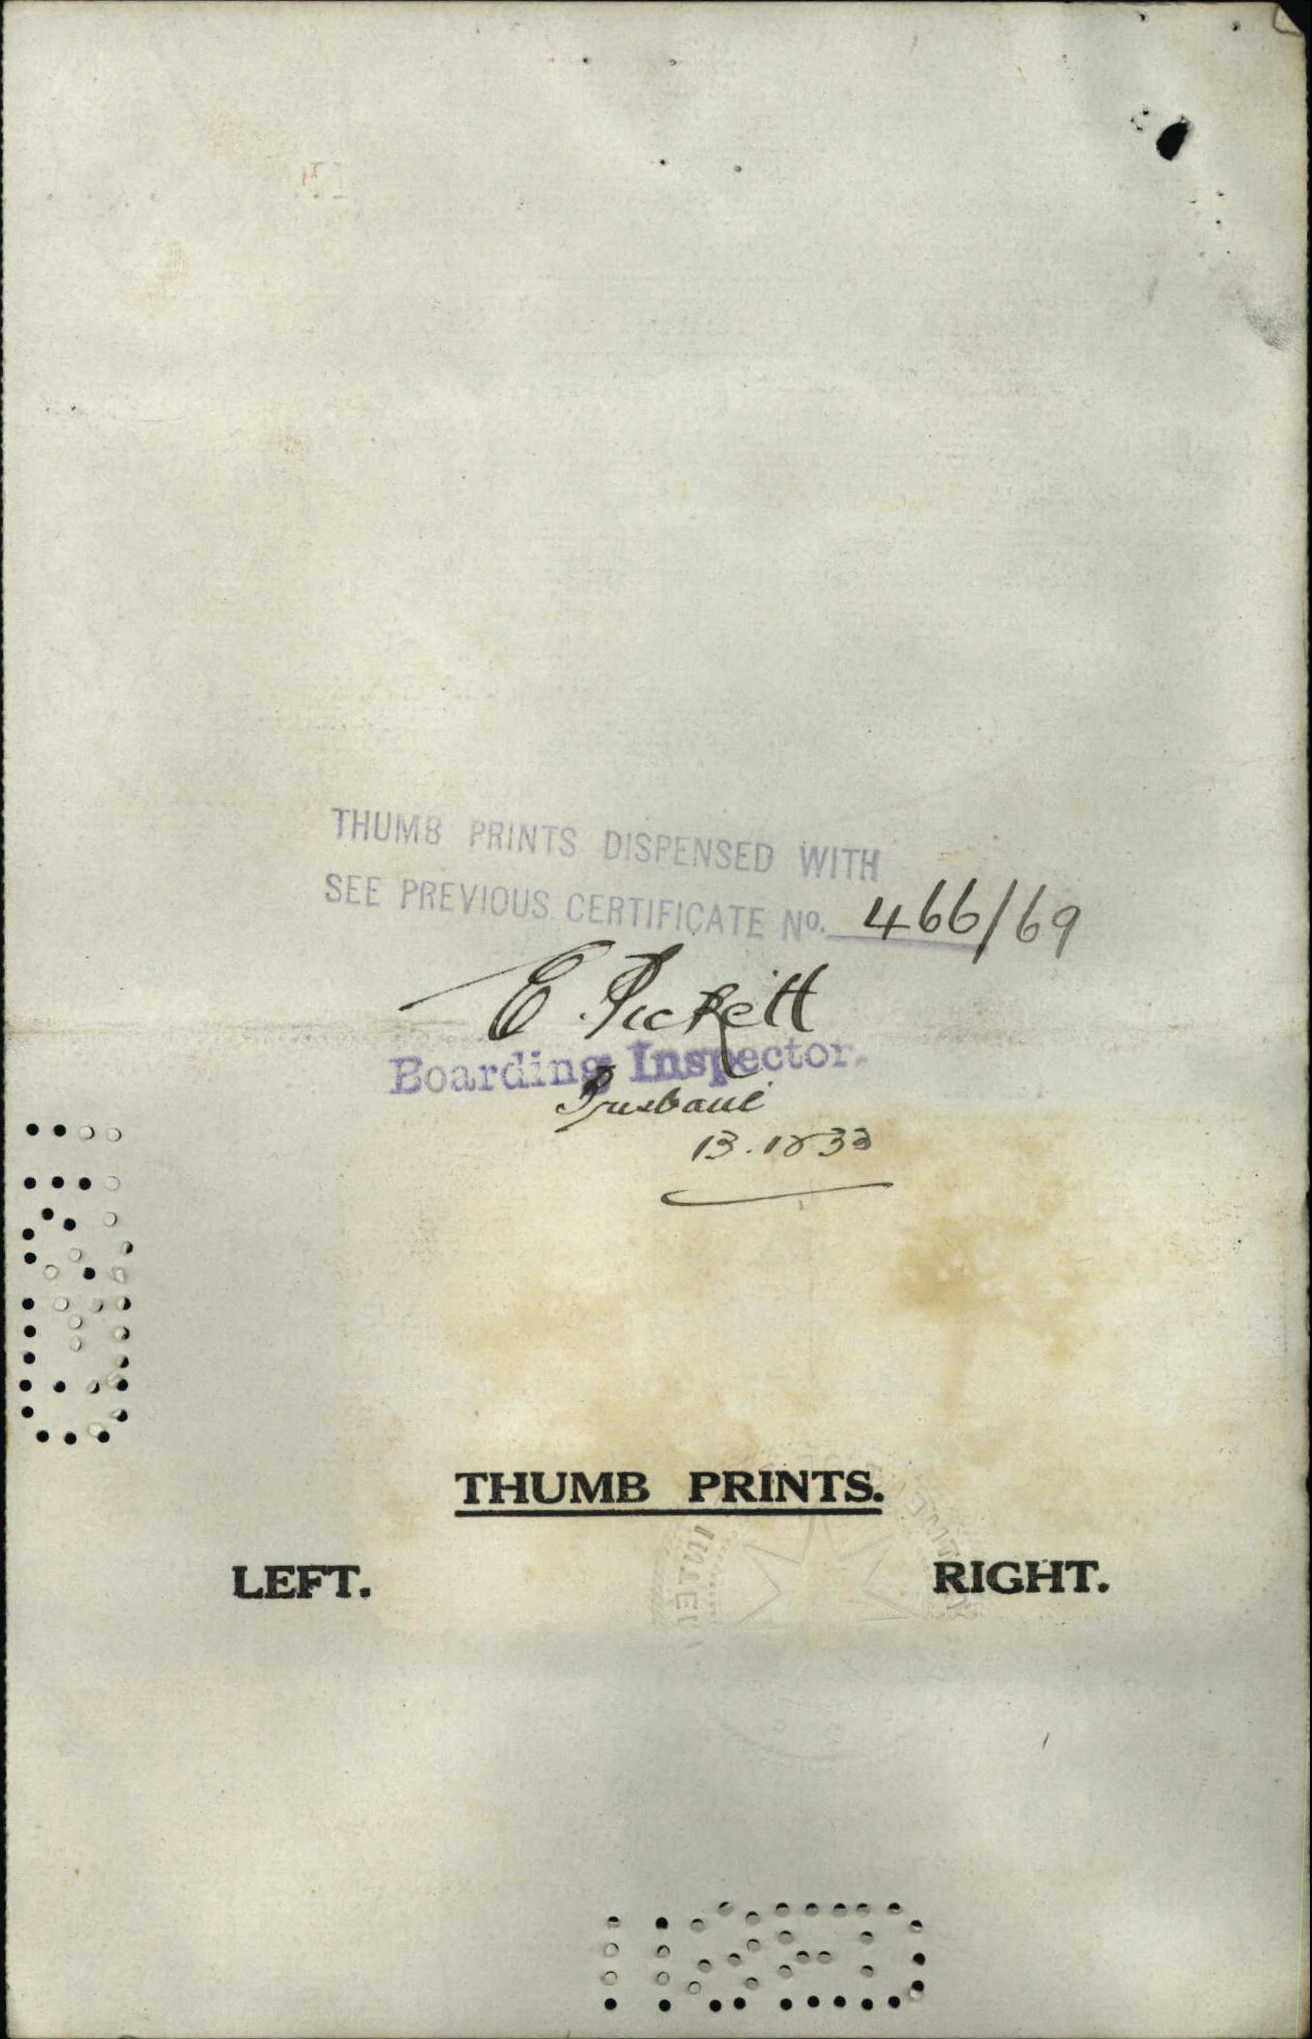 THUMB PRINTS DISPENSED WITH
SEE PREVIOUS CERTIFICATE No. 466/69
E. Pickett
Boarding Inspector.
Brisbane
THUMB PRINTS.
LEFT.
RIGHT.